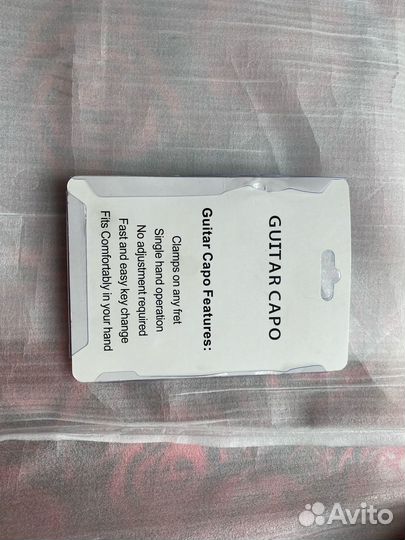 GUITAR CAPO
Guitar Capo Features:
Clamps on any fret
Single hand operation
No adjustment required
Fast and easy key change
Fits Comfortably in your hand
Avito